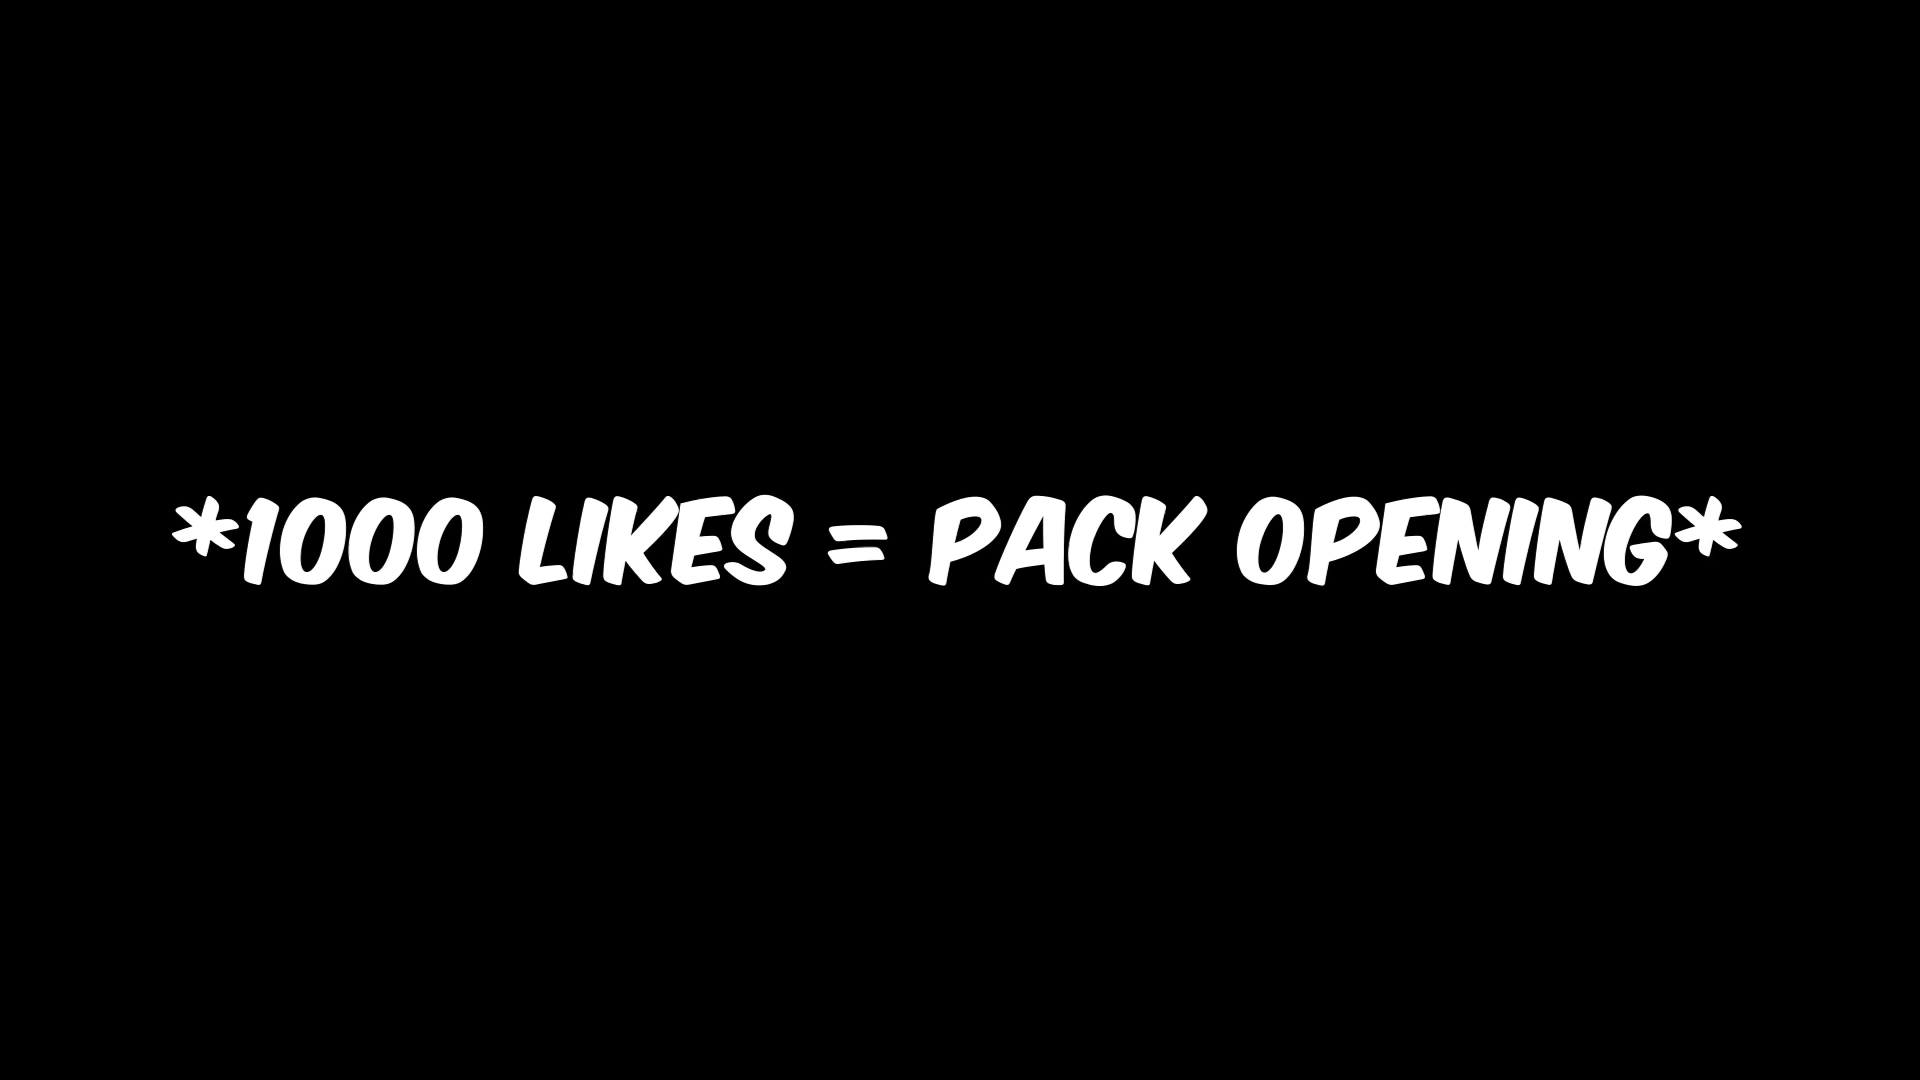 *1000 LIKES = PACK OPENING*